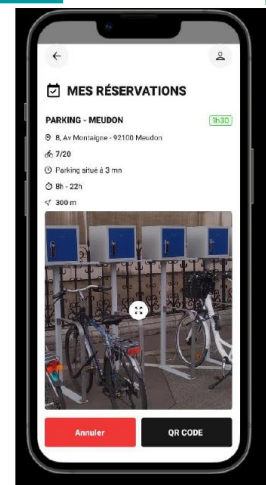 MES RÉSERVATIONS
PARKING - MEUDON
1h30
8, Av Montaigne - 92100 Meudon
7/20
Parking situé à 3 mn
8h - 22h
300 m
Annuler
QR CODE